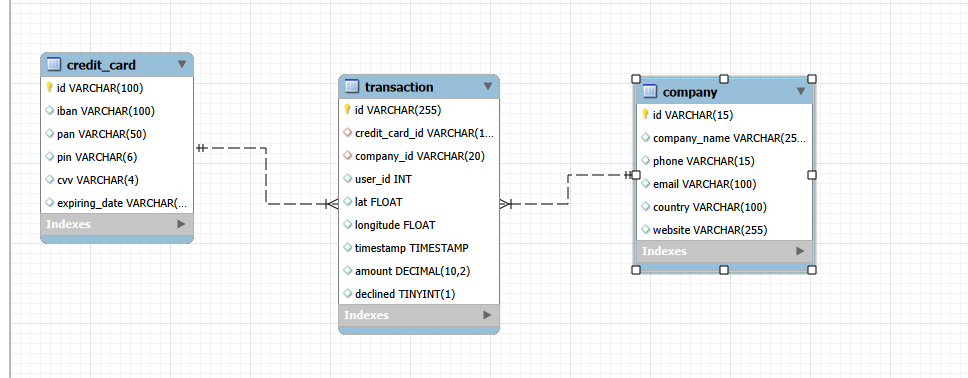 credit_card
id VARCHAR(100)
iban VARCHAR(100)
pan VARCHAR(50)
pin VARCHAR(6)
cvv VARCHAR(4)
expiring_date VARCHAR(...
Indexes
transaction
id VARCHAR(255)
credit_card_id VARCHAR(1...
company_id VARCHAR(20)
user_id INT
lat FLOAT
longitude FLOAT
timestamp TIMESTAMP
amount DECIMAL(10,2)
declined TINYINT(1)
Indexes
company
id VARCHAR(15)
company_name VARCHAR(25...
phone VARCHAR(15)
email VARCHAR(100)
country VARCHAR(100)
website VARCHAR(255)
Indexes